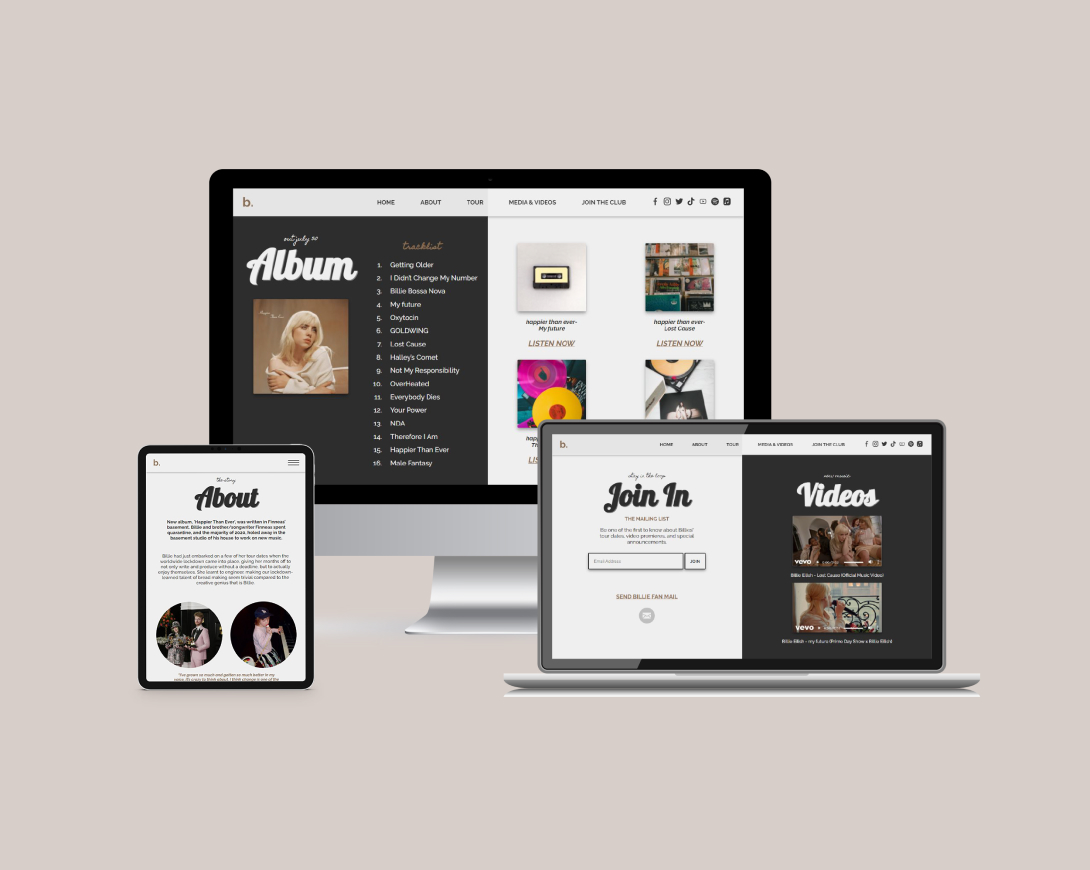 b.
HOME ABOUT TOUR MEDIA & VIDEOS JOIN THE CLUB
out july 30
Album
tracklist
1. Getting Older
2. I Didn't Change My Number
3. Billie Bossa Nova
4. My future
5. Oxytocin
6. GOLDWING
7. Lost Cause
8. Halley's Comet
9. Not My Responsibility
10. OverHeated
11. Everybody Dies
12. Your Power
13. NDA
14. Therefore I Am
15. Happier Than Ever
16. Male Fantasy
happier than ever-
My future
LISTEN NOW
happier than ever-
Lost Cause
LISTEN NOW
b.
the story
About
New album, 'Happier Than Ever', was written in Finneas'
basement. Billie and brother/songwriter Finneas spent
quarantine, and the majority of 2020, holed away in the
basement studio of his house to work on new music.
Billie had just embarked on a few of her tour dates when the
worldwide lockdown came into place, giving her months off to
not only write and produce without a deadline, but to actually
enjoy themselves. She learnt to engineer, making our lockdown-
learned talent of bread making seem trivial compared to the
creative genius that is Billie.
"I've grown so much and gotten so much better in my
b.
HOME ABOUT TOUR MEDIA & VIDEOS JOIN THE CLUB
stay in the loop
Join In
THE MAILING LIST
Be one of the first to know about Billies'
tour dates, video premieres, and special
announcements.
Email Address
JOIN
SEND BILLIE FAN MAIL
new music
Videos
vevo
Billie Eilish - Lost Cause (Official Music Video)
vevo
Billie Eilish - my future (Prime Day Show x Billie Eilish)